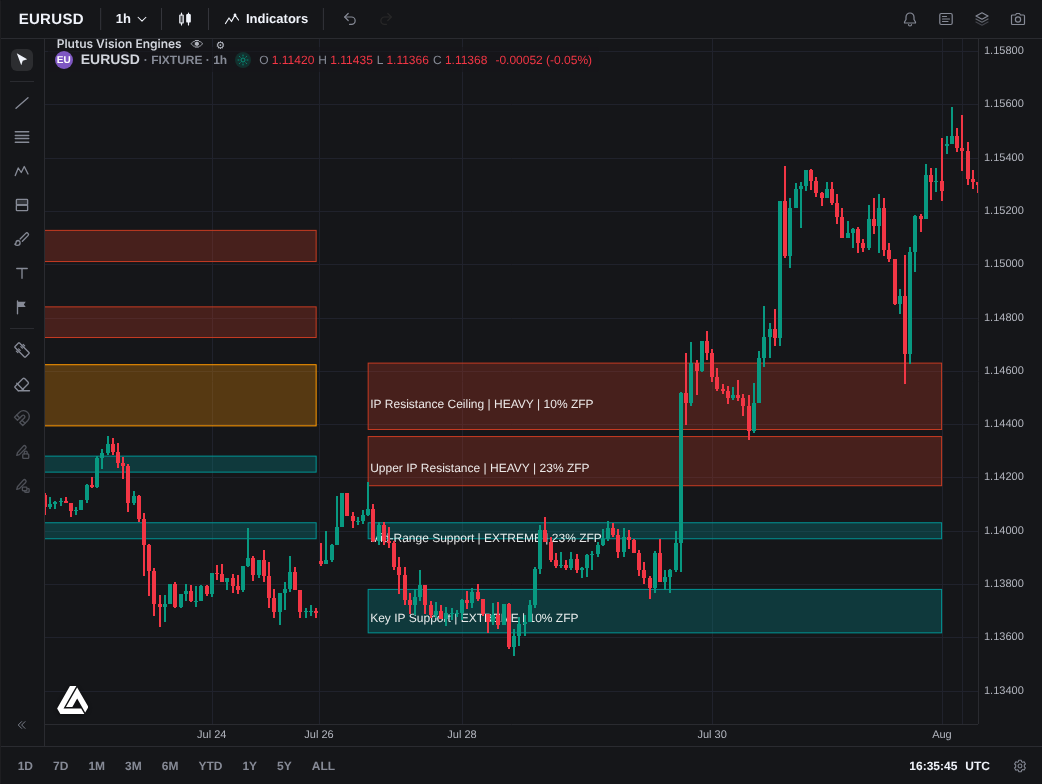 EURUSD 1h Indicators
Plutus Vision Engines
EU EURUSD · FIXTURE · 1h O 1.11420 H 1.11435 L 1.11366 C 1.11368 -0.00052 (-0.05%)
1.15800
1.15600
1.15400
1.15200
1.15000
1.14800
1.14600
IP Resistance Ceiling | HEAVY | 10% ZFP
1.14400
Upper IP Resistance | HEAVY | 23% ZFP
1.14200
1.14000
Mid-Range Support | EXTREME | 23% ZFP
1.13800
Key IP Support | EXTREME | 10% ZFP
1.13600
1.13400
Jul 24 Jul 26 Jul 28 Jul 30 Aug
1D 7D 1M 3M 6M YTD 1Y 5Y ALL 16:35:45 UTC